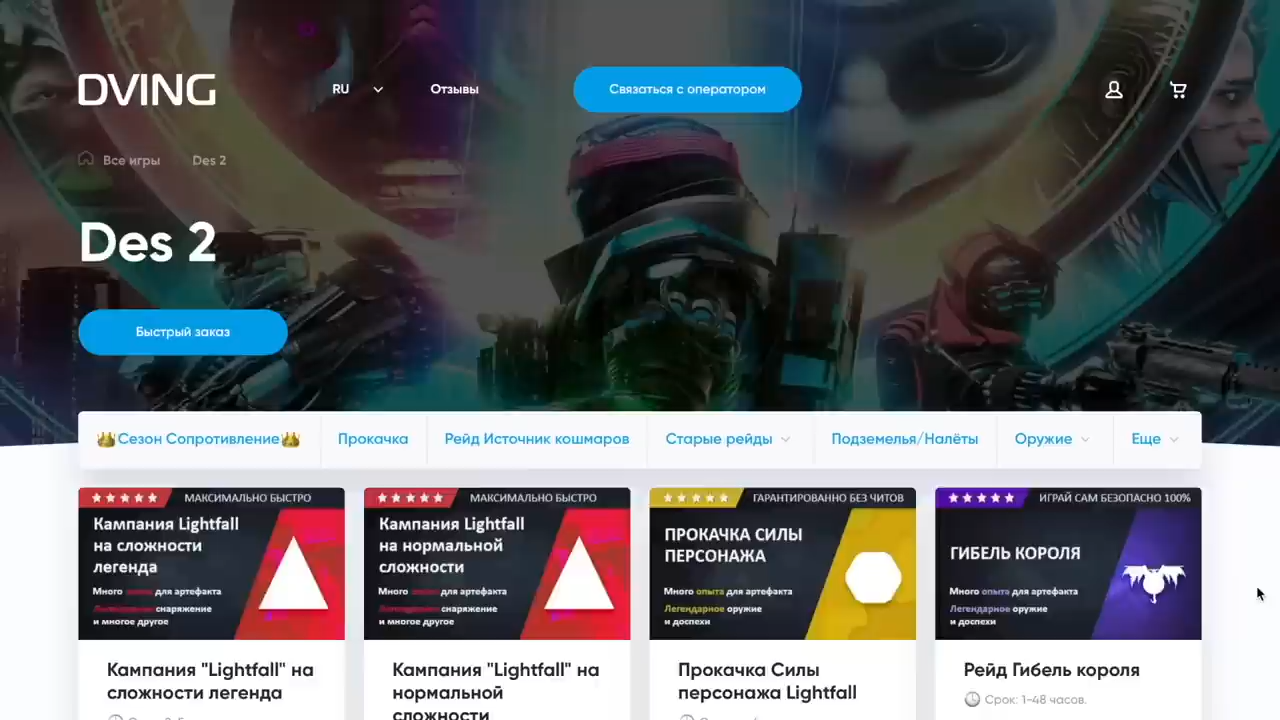 DVING
RU
Отзывы
Связаться с оператором
Все игры
Des 2
Des 2
Быстрый заказ
Сезон Сопротивление
Прокачка
Рейд Источник кошмаров
Старые рейды
Подземелья/Налёты
Оружие
Еще
МАКСИМАЛЬНО БЫСТРО
Кампания Lightfall
на сложности
легенда
Много опыта для артефакта
Легендарное снаряжение
и многое другое
Кампания "Lightfall" на
сложности легенда
МАКСИМАЛЬНО БЫСТРО
Кампания Lightfall
на нормальной
сложности
Много опыта для артефакта
Легендарное снаряжение
и многое другое
Кампания "Lightfall" на
нормальной
сложности
ГАРАНТИРОВАННО БЕЗ ЧИТОВ
ПРОКАЧКА СИЛЫ
ПЕРСОНАЖА
Много опыта для артефакта
Легендарное оружие
и доспехи
Прокачка Силы
персонажа Lightfall
ИГРАЙ САМ БЕЗОПАСНО 100%
ГИБЕЛЬ КОРОЛЯ
Много опыта для артефакта
Легендарное оружие
и доспехи
Рейд Гибель короля
Срок: 1-48 часов.